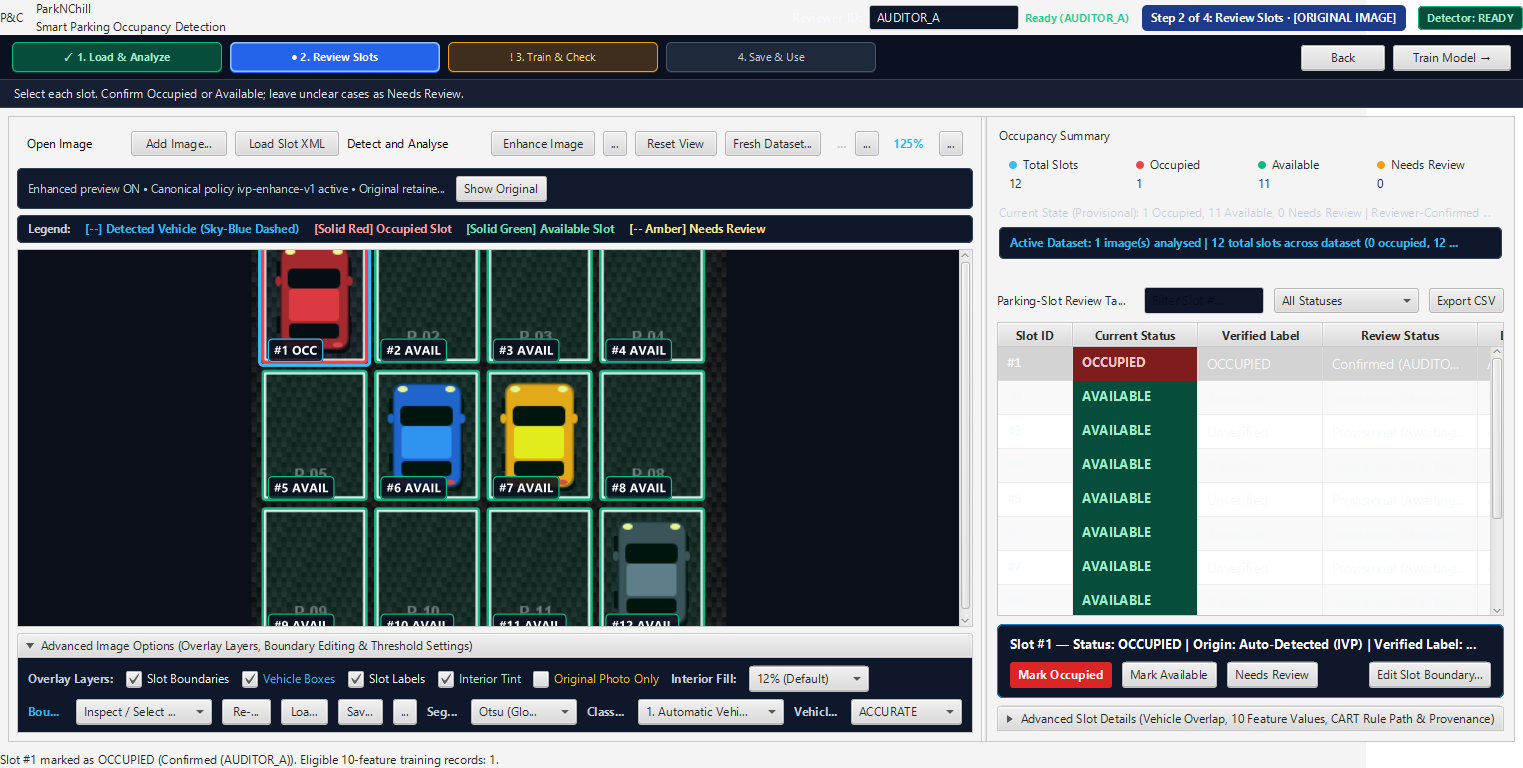 P&C
ParkNChill
Smart Parking Occupancy Detection
AUDITOR_A
Ready (AUDITOR_A)
Step 2 of 4: Review Slots · [ORIGINAL IMAGE]
Detector: READY
✓ 1. Load & Analyze
● 2. Review Slots
! 3. Train & Check
4. Save & Use
Back
Train Model →
Select each slot. Confirm Occupied or Available; leave unclear cases as Needs Review.
Open Image
Add Image...
Load Slot XML
Detect and Analyse
Enhance Image
...
Reset View
Fresh Dataset...
...
...
125%
...
Enhanced preview ON • Canonical policy ivp-enhance-v1 active • Original retaine...
Show Original
Legend:
[--] Detected Vehicle (Sky-Blue Dashed)
[Solid Red] Occupied Slot
[Solid Green] Available Slot
[-- Amber] Needs Review
P-02
P-03
P-04
#1 OCC
#2 AVAIL
#3 AVAIL
#4 AVAIL
P-05
P-08
#5 AVAIL
#6 AVAIL
#7 AVAIL
#8 AVAIL
P-09
P-10
P-11
#9 AVAIL
#10 AVAIL
#11 AVAIL
#12 AVAIL
Advanced Image Options (Overlay Layers, Boundary Editing & Threshold Settings)
Overlay Layers:
Slot Boundaries
Vehicle Boxes
Slot Labels
Interior Tint
Original Photo Only
Interior Fill:
12% (Default)
Bou...
Inspect / Select ...
Re-...
Loa...
Sav...
...
Seg...
Otsu (Glo...
Class...
1. Automatic Vehi...
Vehicl...
ACCURATE
Occupancy Summary
Total Slots
Occupied
Available
Needs Review
12
1
11
0
Current State (Provisional): 1 Occupied, 11 Available, 0 Needs Review | Reviewer-Confirmed ...
Active Dataset: 1 image(s) analysed | 12 total slots across dataset (0 occupied, 12 ...
Parking-Slot Review Ta...
Filter Slot #...
All Statuses
Export CSV
Slot ID
Current Status
Verified Label
Review Status
#1
OCCUPIED
OCCUPIED
Confirmed (AUDITO...
AVAILABLE
#3
AVAILABLE
Unverified
Provisional (Awaiting...
AVAILABLE
#5
AVAILABLE
Unverified
Provisional (Awaiting...
AVAILABLE
#7
AVAILABLE
Unverified
Provisional (Awaiting...
AVAILABLE
Slot #1 — Status: OCCUPIED | Origin: Auto-Detected (IVP) | Verified Label: ...
Mark Occupied
Mark Available
Needs Review
Edit Slot Boundary...
Advanced Slot Details (Vehicle Overlap, 10 Feature Values, CART Rule Path & Provenance)
Slot #1 marked as OCCUPIED (Confirmed (AUDITOR_A)). Eligible 10-feature training records: 1.